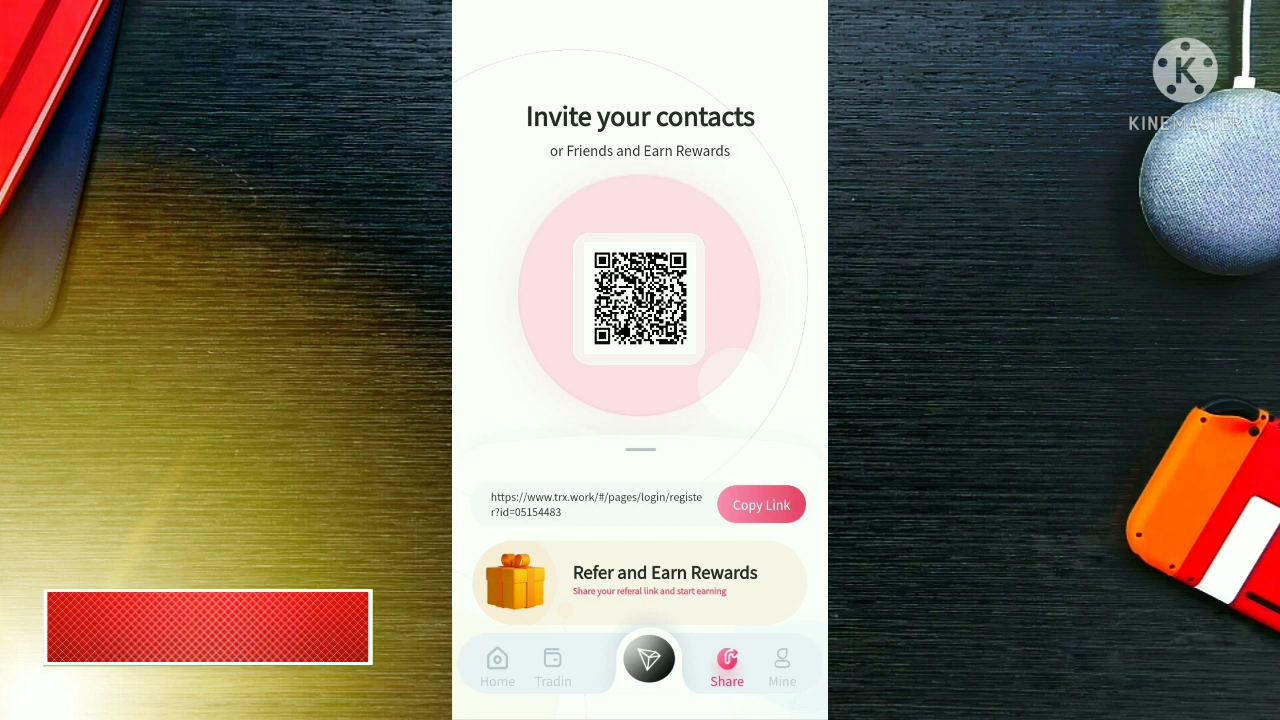 K
KINEMASTER
Invite your contacts
or Friends and Earn Rewards
https://www.trx.work/#/pages/login/registe
r?id=05154483
Copy Link
Refer and Earn Rewards
Share your referal link and start earning
Home
Tradin
Share
Mine